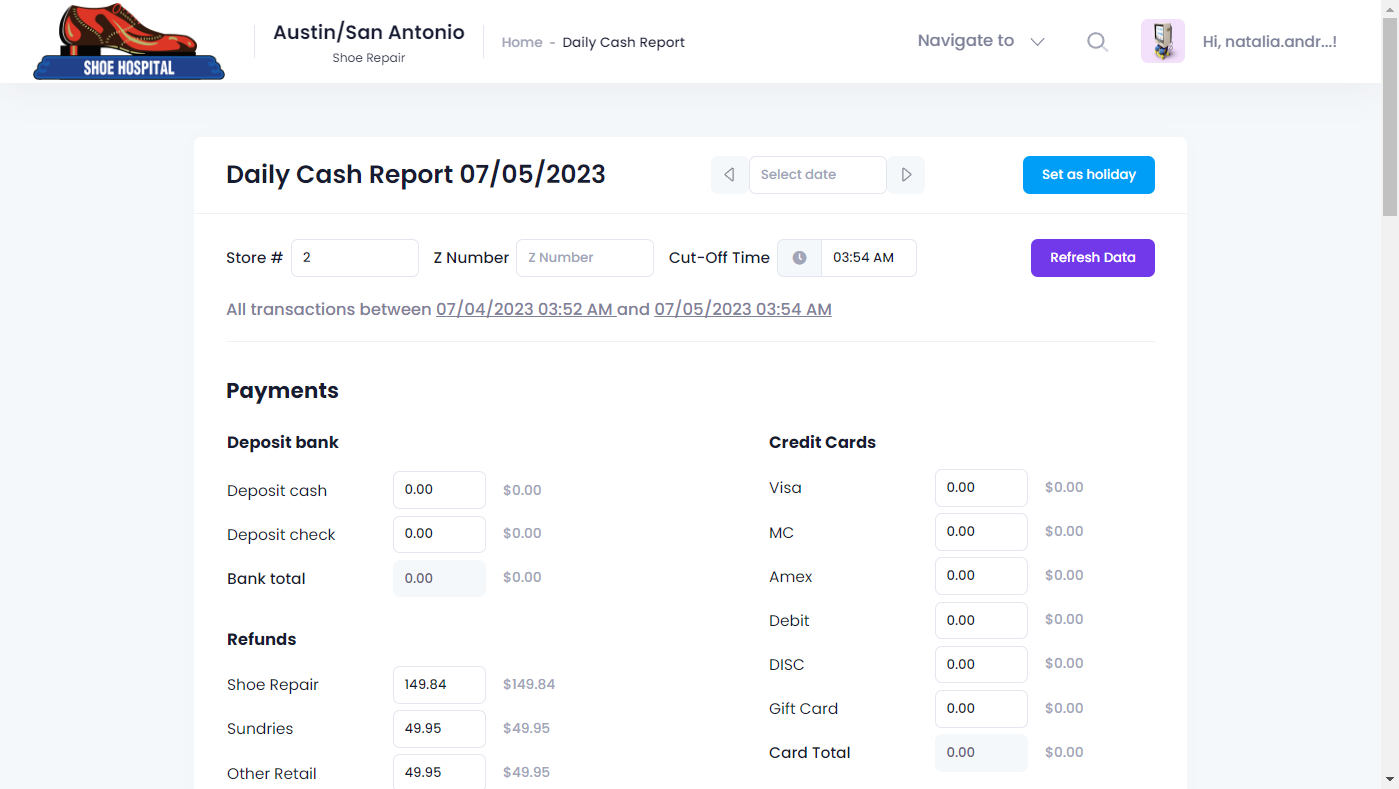 SHOE HOSPITAL
Austin/San Antonio
Shoe Repair
Home - Daily Cash Report
Navigate to
Hi, natalia.andr...!
Daily Cash Report 07/05/2023
Select date
Set as holiday
Store # 2
Z Number Z Number
Cut-Off Time 03:54 AM
Refresh Data
All transactions between 07/04/2023 03:52 AM and 07/05/2023 03:54 AM
Payments
Deposit bank
Deposit cash 0.00 $0.00
Deposit check 0.00 $0.00
Bank total 0.00 $0.00
Refunds
Shoe Repair 149.84 $149.84
Sundries 49.95 $49.95
Other Retail 49.95 $49.95
Credit Cards
Visa 0.00 $0.00
MC 0.00 $0.00
Amex 0.00 $0.00
Debit 0.00 $0.00
DISC 0.00 $0.00
Gift Card 0.00 $0.00
Card Total 0.00 $0.00